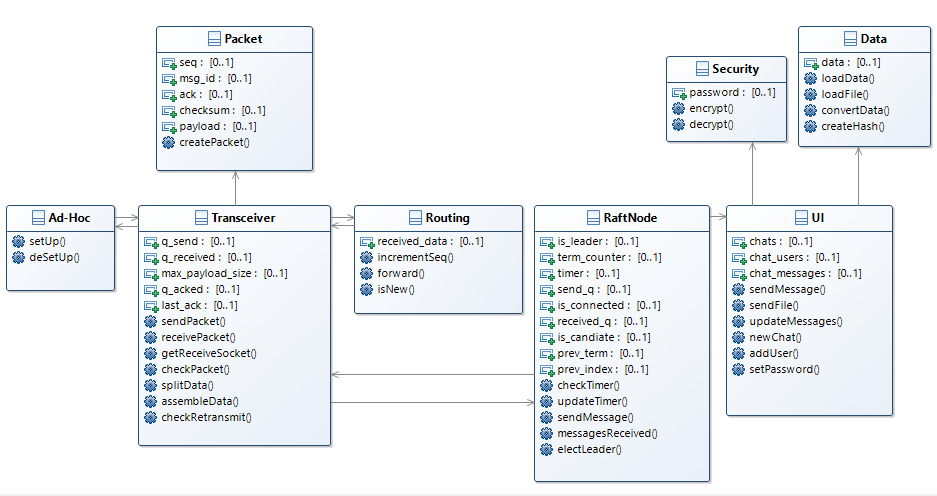 Packet
seq : [0..1]
msg_id : [0..1]
ack : [0..1]
checksum : [0..1]
payload : [0..1]
createPacket()
Security
password : [0..1]
encrypt()
decrypt()
Data
data : [0..1]
loadData()
loadFile()
convertData()
createHash()
Ad-Hoc
setUp()
deSetUp()
Transceiver
q_send : [0..1]
q_received : [0..1]
max_payload_size : [0..1]
q_acked : [0..1]
last_ack : [0..1]
sendPacket()
receivePacket()
getReceiveSocket()
checkPacket()
splitData()
assembleData()
checkRetransmit()
Routing
received_data : [0..1]
incrementSeq()
forward()
isNew()
RaftNode
is_leader : [0..1]
term_counter : [0..1]
timer : [0..1]
send_q : [0..1]
is_connected : [0..1]
received_q : [0..1]
is_candiate : [0..1]
prev_term : [0..1]
prev_index : [0..1]
checkTimer()
updateTimer()
sendMessage()
messagesReceived()
electLeader()
UI
chats : [0..1]
chat_users : [0..1]
chat_messages : [0..1]
sendMessage()
sendFile()
updateMessages()
newChat()
addUser()
setPassword()